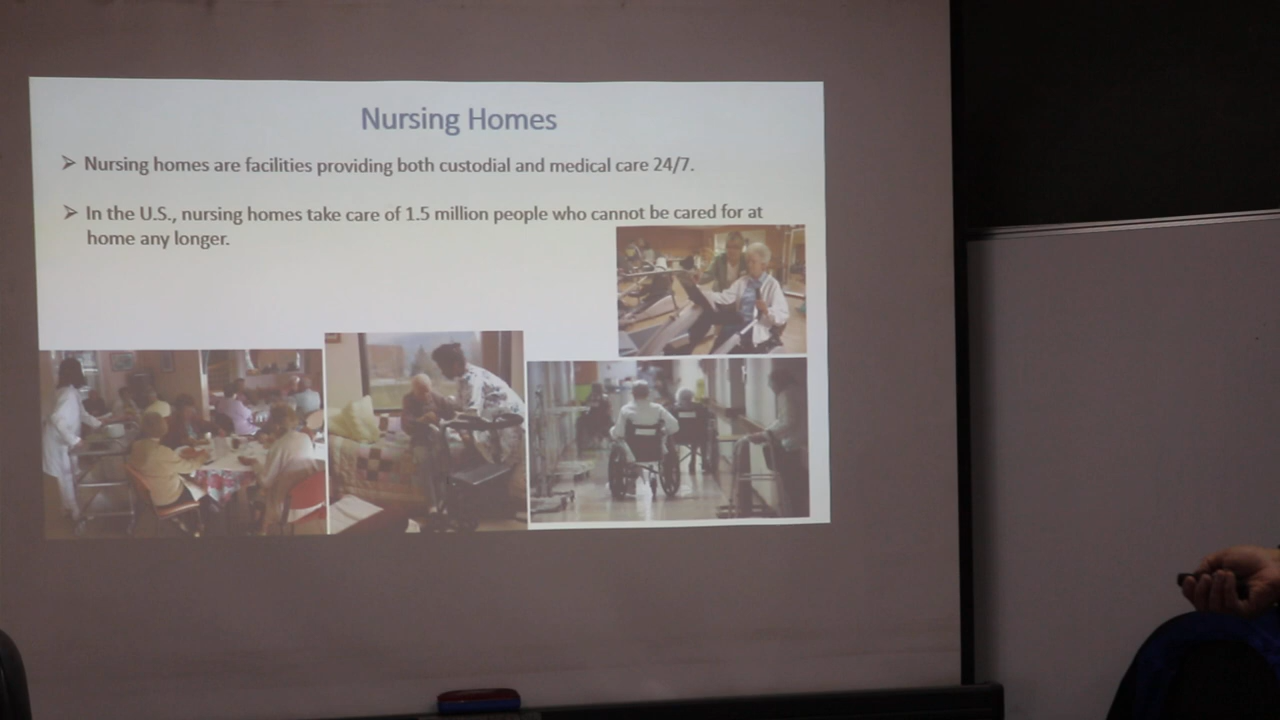 Nursing Homes
➢ Nursing homes are facilities providing both custodial and medical care 24/7.
➢ In the U.S., nursing homes take care of 1.5 million people who cannot be cared for at
home any longer.